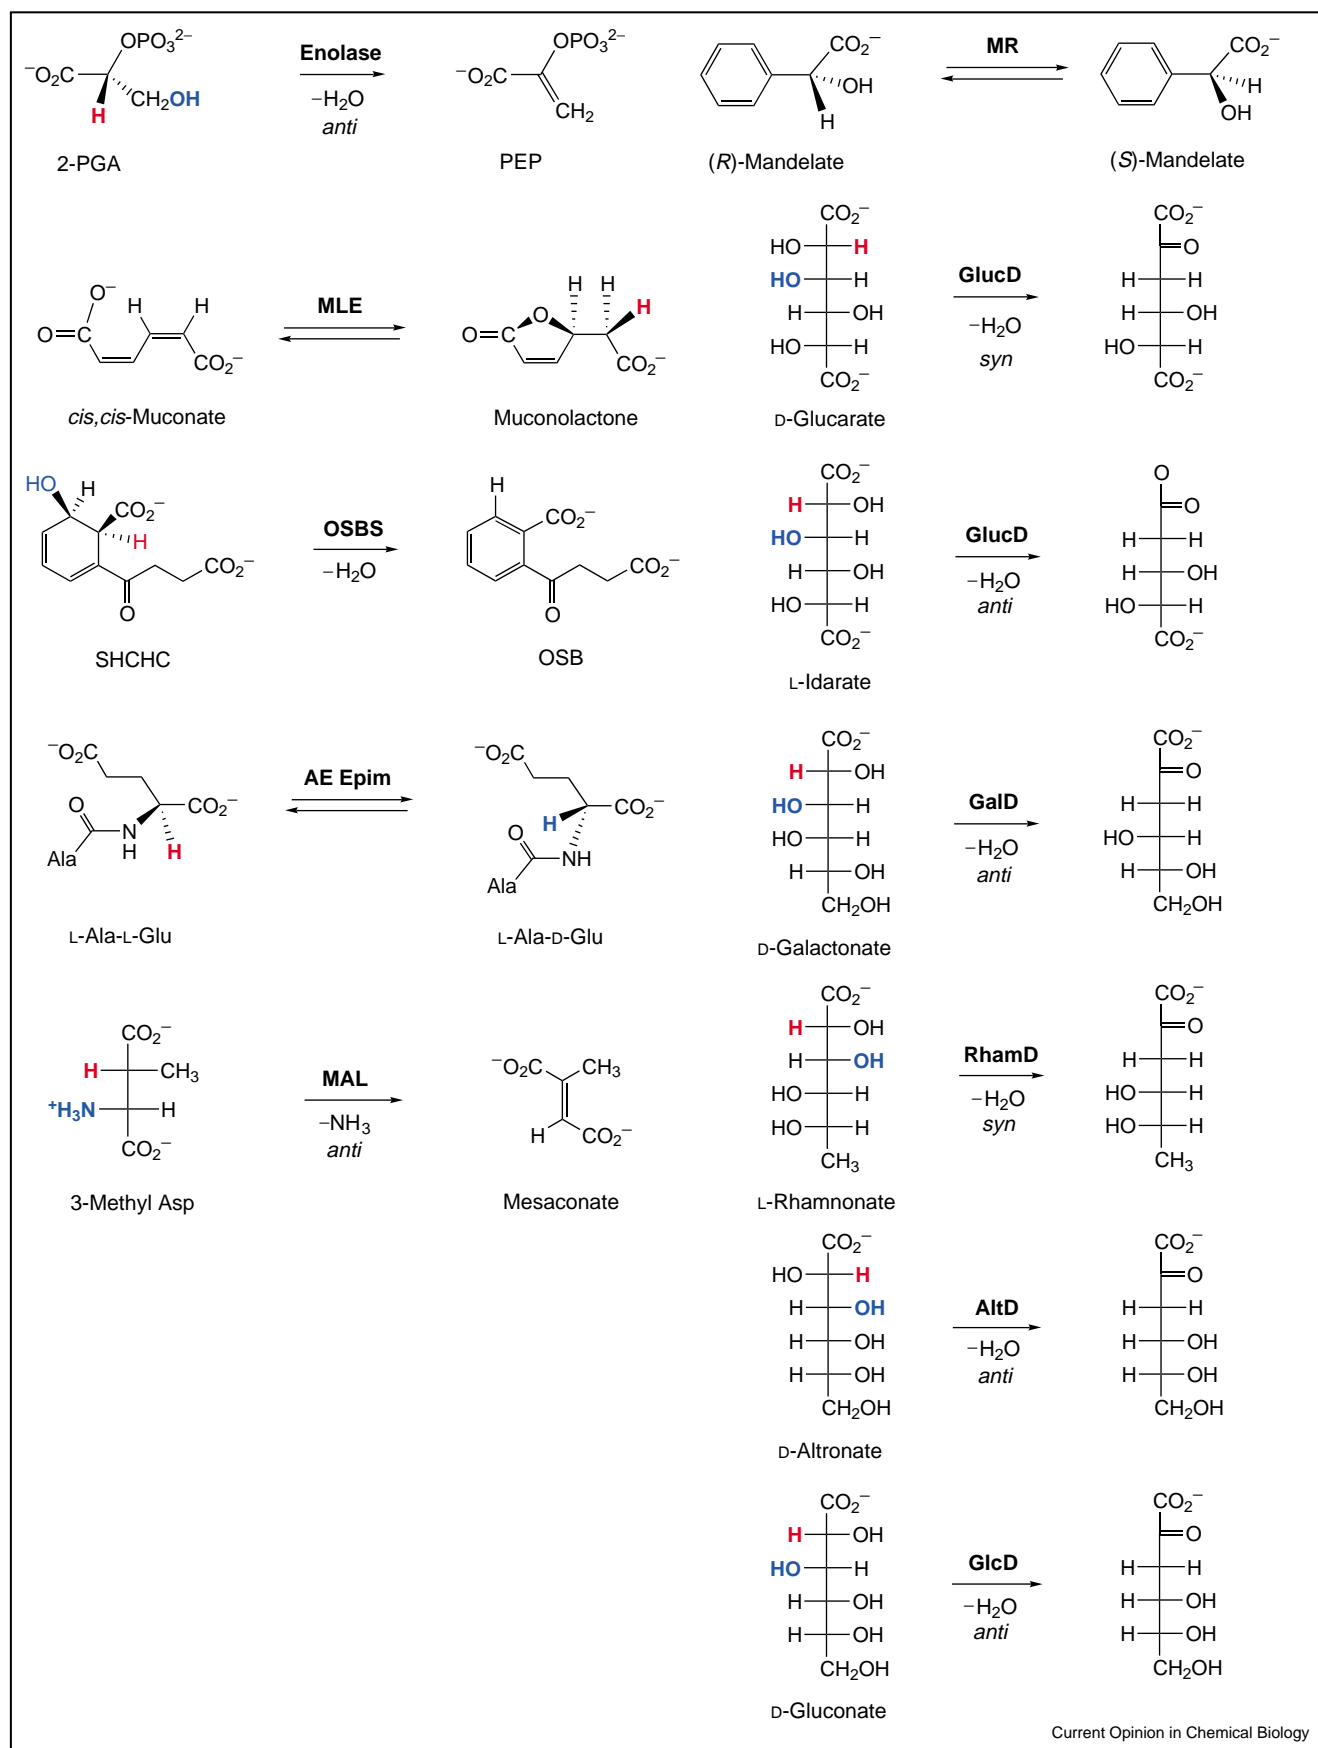 OPO₃²⁻
⁻O₂C
H
CH₂OH
2-PGA
Enolase
−H₂O
anti
OPO₃²⁻
⁻O₂C
CH₂
PEP
CO₂⁻
OH
H
(R)-Mandelate
MR
CO₂⁻
H
OH
(S)-Mandelate
O⁻
O
H
H
CO₂⁻
cis,cis-Muconate
MLE
H
H
H
O
O
CO₂⁻
Muconolactone
CO₂⁻
HO H
HO H
H OH
HO H
CO₂⁻
D-Glucarate
GlucD
−H₂O
syn
CO₂⁻
O
H H
H OH
HO H
CO₂⁻
HO
H
CO₂⁻
H
CO₂⁻
O
SHCHC
OSBS
−H₂O
H
CO₂⁻
CO₂⁻
O
OSB
CO₂⁻
H OH
HO H
H OH
HO H
CO₂⁻
L-Idarate
GlucD
−H₂O
anti
O
O
H H
H OH
HO H
CO₂⁻
⁻O₂C
CO₂⁻
O
N
H
H
Ala
L-Ala-L-Glu
AE Epim
⁻O₂C
CO₂⁻
H
O
NH
Ala
L-Ala-D-Glu
CO₂⁻
H OH
HO H
HO H
H OH
CH₂OH
D-Galactonate
GalD
−H₂O
anti
CO₂⁻
O
H H
HO H
H OH
CH₂OH
CO₂⁻
H CH₃
⁺H₃N H
CO₂⁻
3-Methyl Asp
MAL
−NH₃
anti
⁻O₂C CH₃
H CO₂⁻
Mesaconate
CO₂⁻
H OH
H OH
HO H
HO H
CH₃
L-Rhamnonate
RhamD
−H₂O
syn
CO₂⁻
O
H H
HO H
HO H
CH₃
CO₂⁻
HO H
H OH
H OH
H OH
CH₂OH
D-Altronate
AltD
−H₂O
anti
CO₂⁻
O
H H
H OH
H OH
CH₂OH
CO₂⁻
H OH
HO H
H OH
H OH
CH₂OH
D-Gluconate
GlcD
−H₂O
anti
CO₂⁻
O
H H
H OH
H OH
CH₂OH
Current Opinion in Chemical Biology